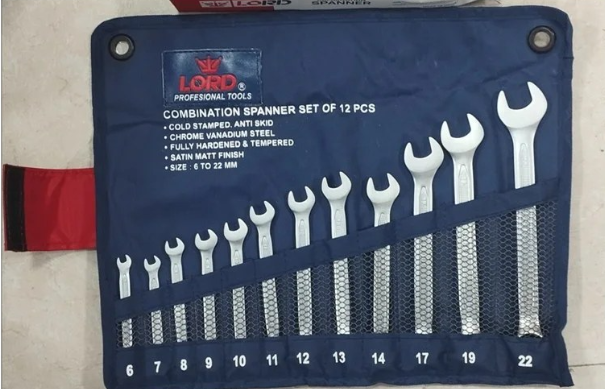 LORD
SPANNER
LORD®
PROFESIONAL TOOLS
COMBINATION SPANNER SET OF 12 PCS
• COLD STAMPED, ANTI SKID
• CHROME VANADIUM STEEL
• FULLY HARDENED & TEMPERED
• SATIN MATT FINISH
• SIZE : 6 TO 22 MM
6 7 8 9 10 11 12 13 14 17 19 22